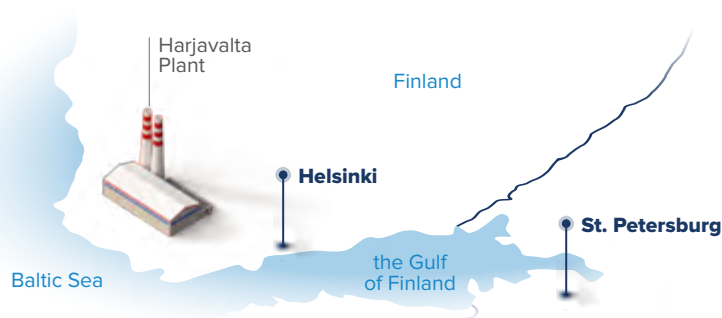 Harjavalta
Plant
Finland
Helsinki
St. Petersburg
the Gulf
of Finland
Baltic Sea